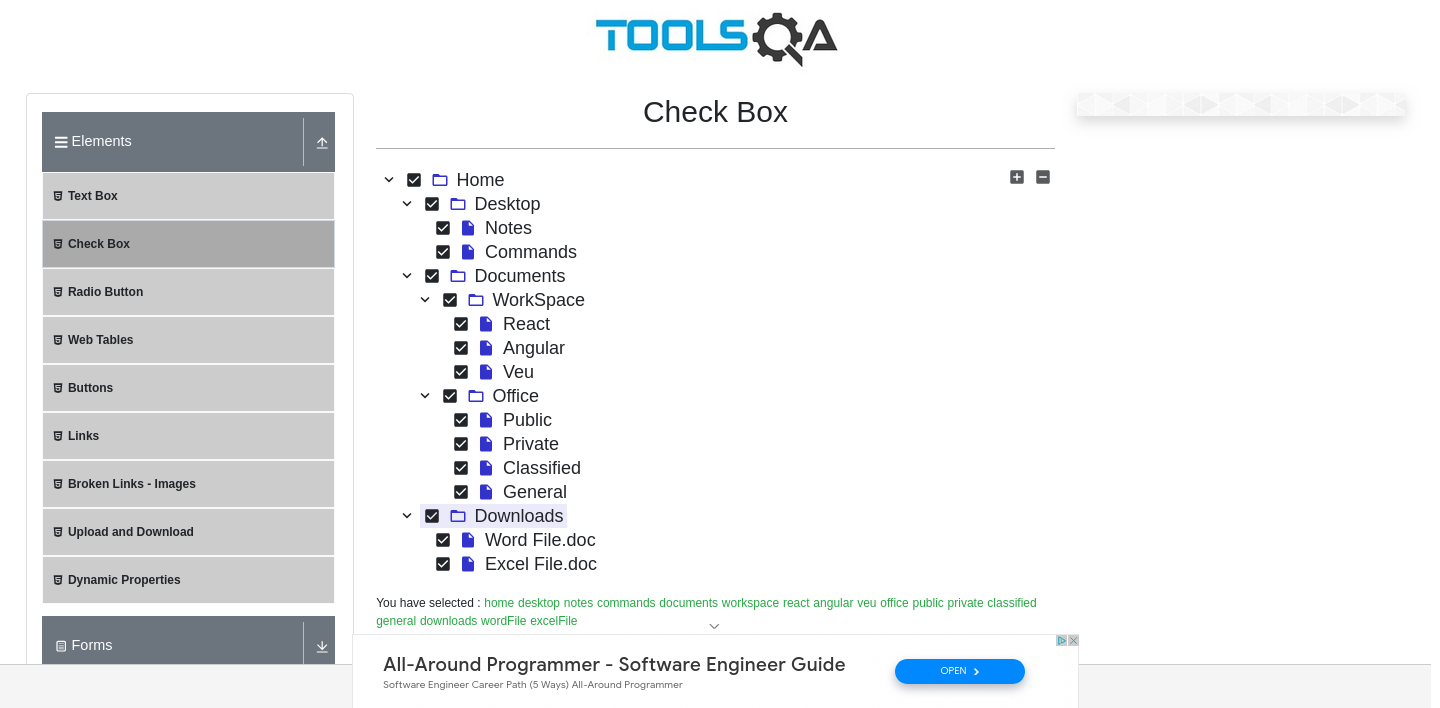 TOOLSQA
Elements
Text Box
Check Box
Radio Button
Web Tables
Buttons
Links
Broken Links - Images
Upload and Download
Dynamic Properties
Forms
Check Box
Home
Desktop
Notes
Commands
Documents
WorkSpace
React
Angular
Veu
Office
Public
Private
Classified
General
Downloads
Word File.doc
Excel File.doc
You have selected : home desktop notes commands documents workspace react angular veu office public private classified
general downloads wordFile excelFile
All-Around Programmer - Software Engineer Guide
Software Engineer Career Path (5 Ways) All-Around Programmer
OPEN